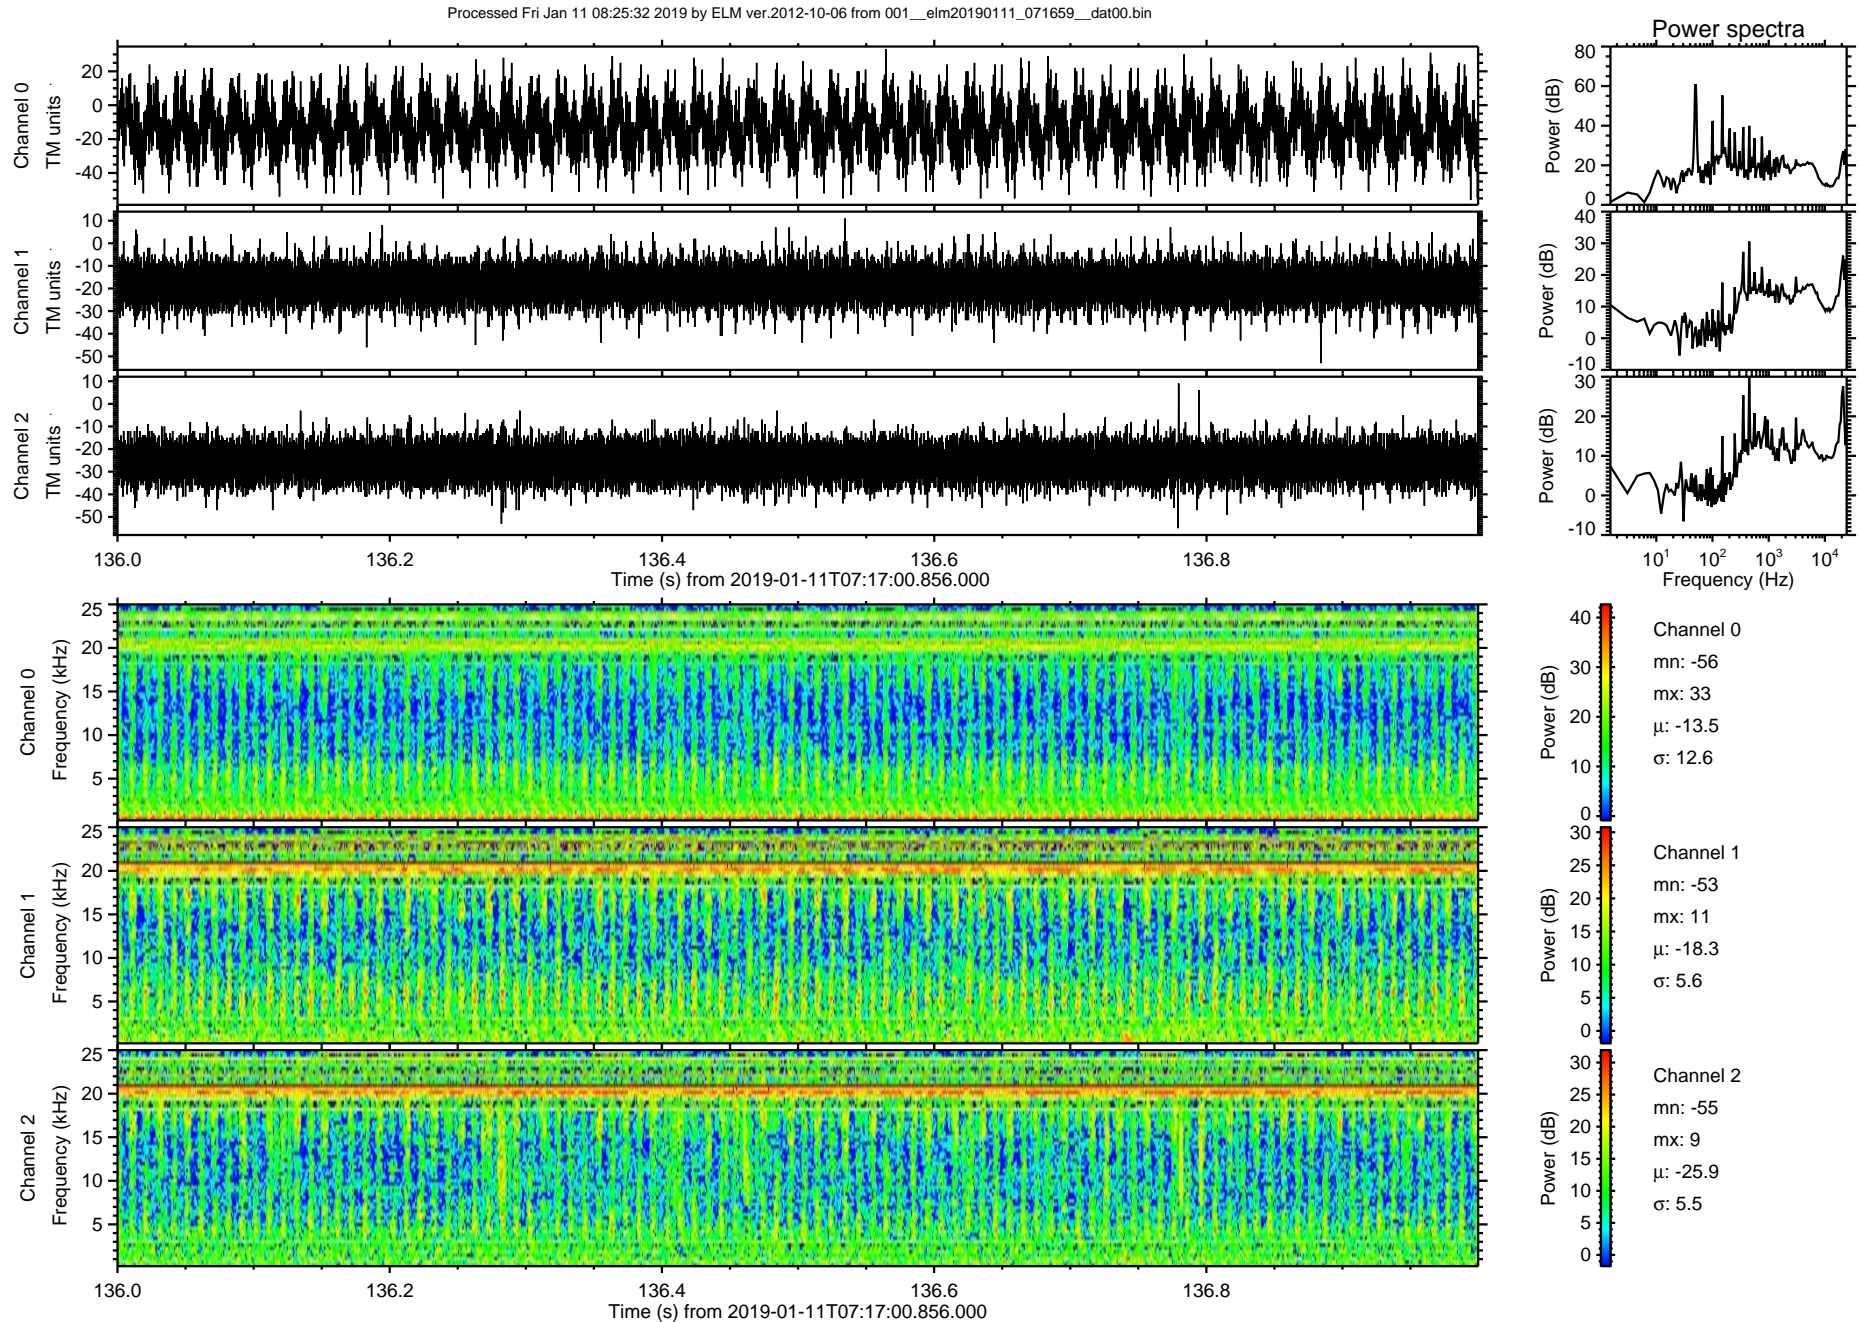 Processed Fri Jan 11 08:25:32 2019 by ELM ver.2012-10-06 from 001__elm20190111_071659__dat00.bin
Power spectra
Channel 0
TM units
20
0
-20
-40
Power (dB)
80
60
40
20
0
Channel 1
TM units
10
0
-10
-20
-30
-40
-50
Power (dB)
40
30
20
10
0
-10
Channel 2
TM units
10
0
-10
-20
-30
-40
-50
Power (dB)
30
20
10
0
-10
136.0
136.2
136.4
136.6
136.8
Time (s) from 2019-01-11T07:17:00.856.000
10¹
10²
10³
10⁴
Frequency (Hz)
Channel 0
Frequency (kHz)
25
20
15
10
5
Power (dB)
40
30
20
10
0
Channel 0
mn: -56
mx: 33
μ: -13.5
σ: 12.6
Channel 1
Frequency (kHz)
25
20
15
10
5
Power (dB)
30
25
20
15
10
5
0
Channel 1
mn: -53
mx: 11
μ: -18.3
σ: 5.6
Channel 2
Frequency (kHz)
25
20
15
10
5
Power (dB)
30
25
20
15
10
5
0
Channel 2
mn: -55
mx: 9
μ: -25.9
σ: 5.5
136.0
136.2
136.4
136.6
136.8
Time (s) from 2019-01-11T07:17:00.856.000